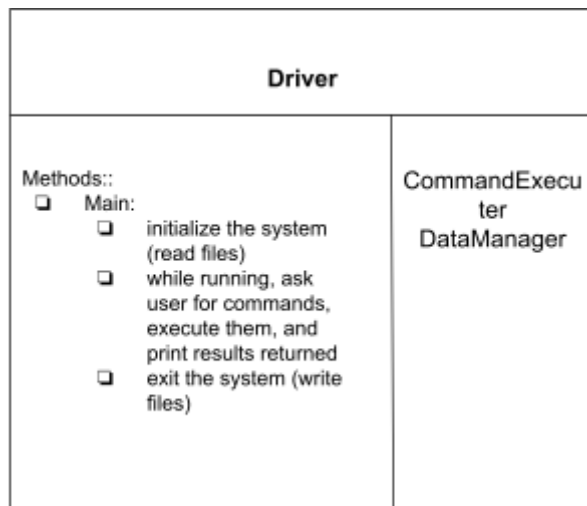 Driver
Methods::
❏ Main:
❏ initialize the system
(read files)
❏ while running, ask
user for commands,
execute them, and
print results returned
❏ exit the system (write
files)
CommandExecu
ter
DataManager